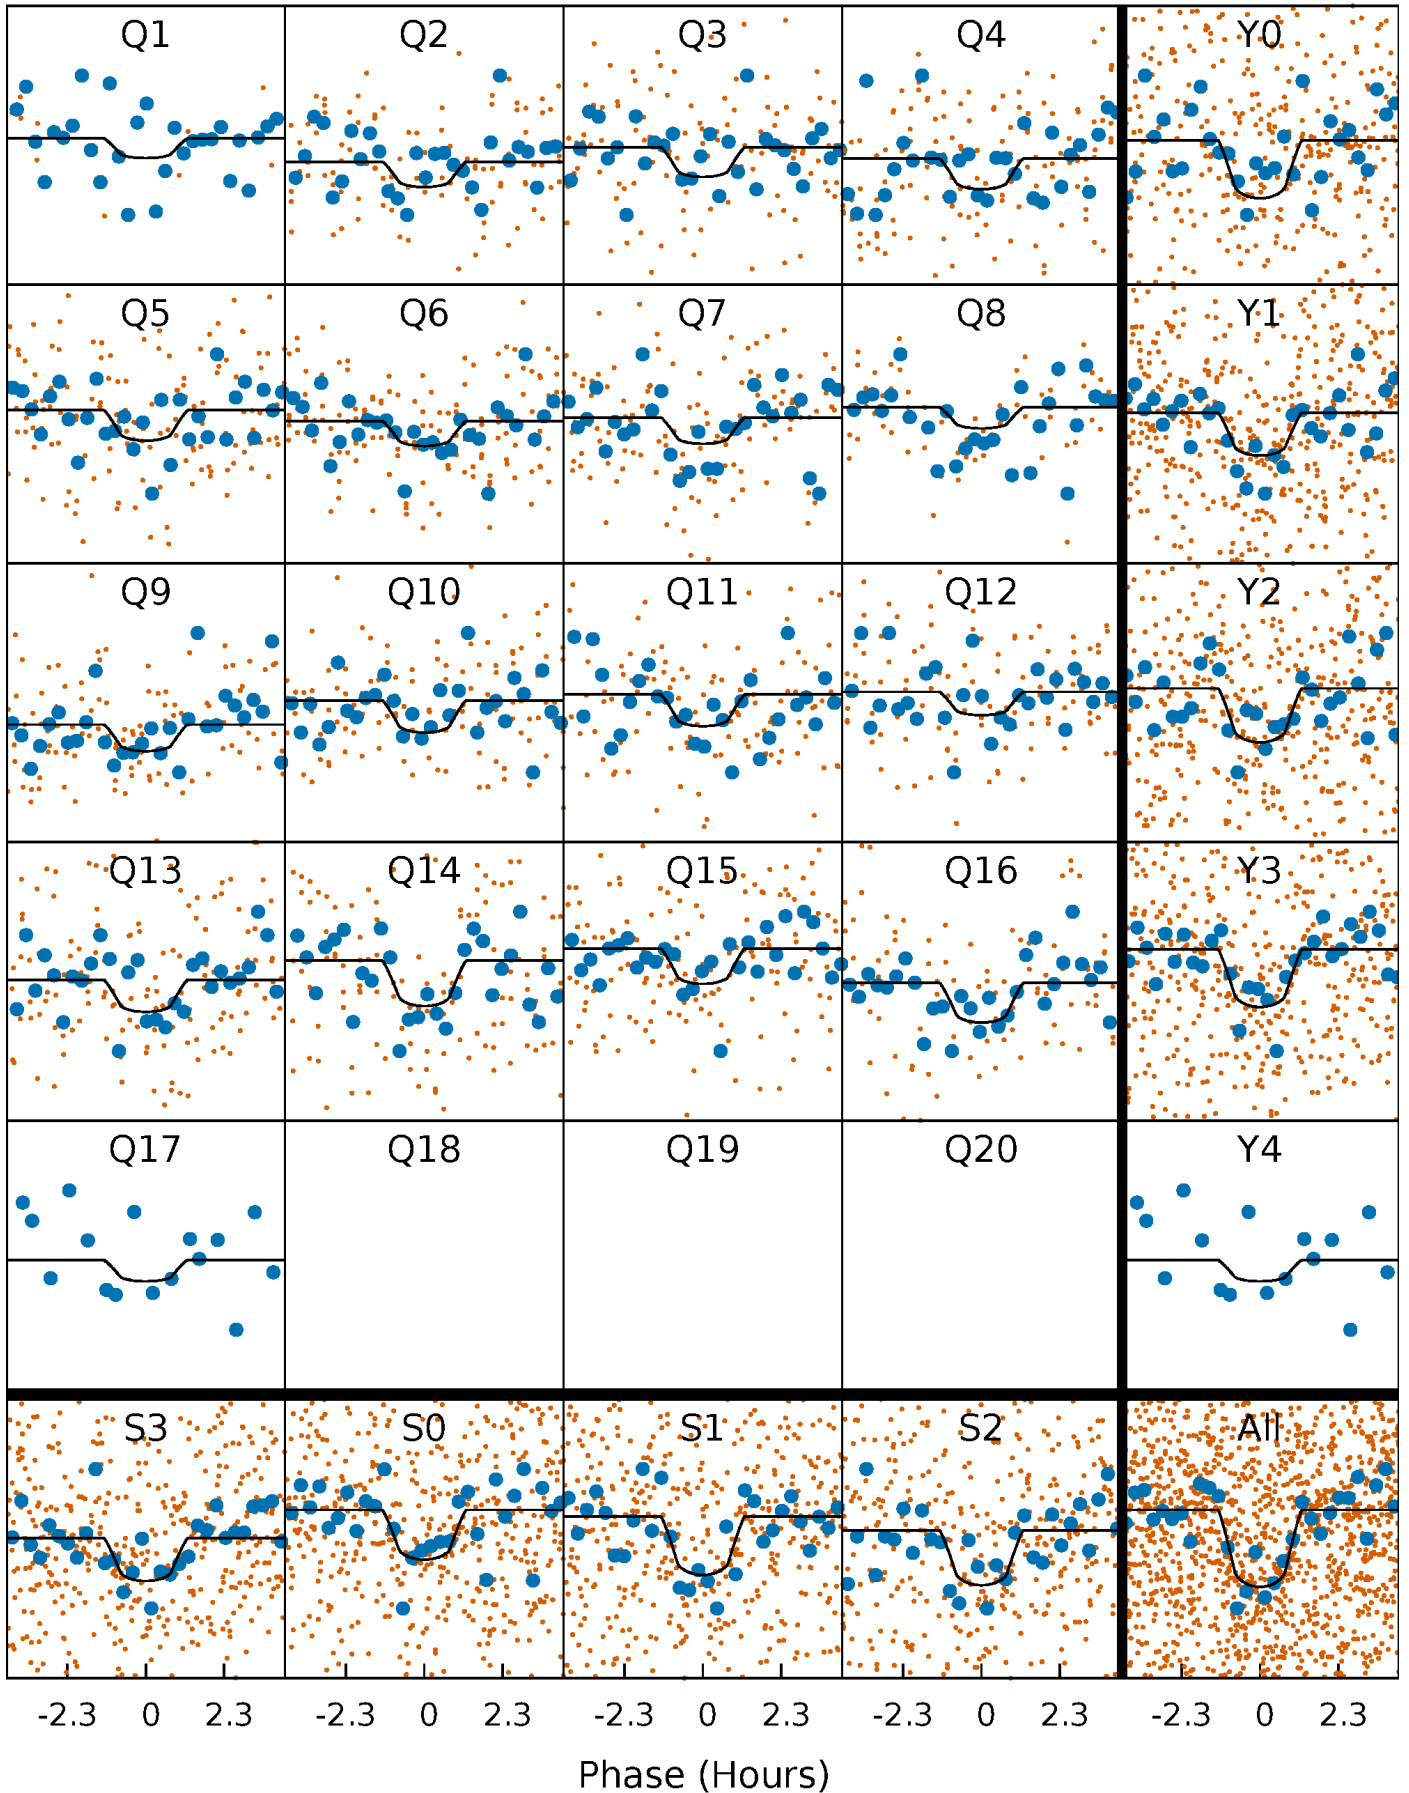 Q1 Q2 Q3 Q4 Y0
Q5 Q6 Q7 Q8 Y1
Q9 Q10 Q11 Q12 Y2
Q13 Q14 Q15 Q16 Y3
Q17 Q18 Q19 Q20 Y4
S3 S0 S1 S2 All
-2.3 0 2.3 -2.3 0 2.3 -2.3 0 2.3 -2.3 0 2.3 -2.3 0 2.3
Phase (Hours)